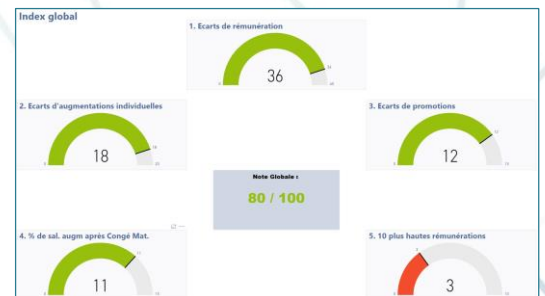 Index global
1. Ecarts de rémunération
36
2. Ecarts d'augmentations individuelles
18
3. Ecarts de promotions
12
Note Globale :
80 / 100
4. % de sal. augm après Congé Mat.
11
5. 10 plus hautes rémunérations
3